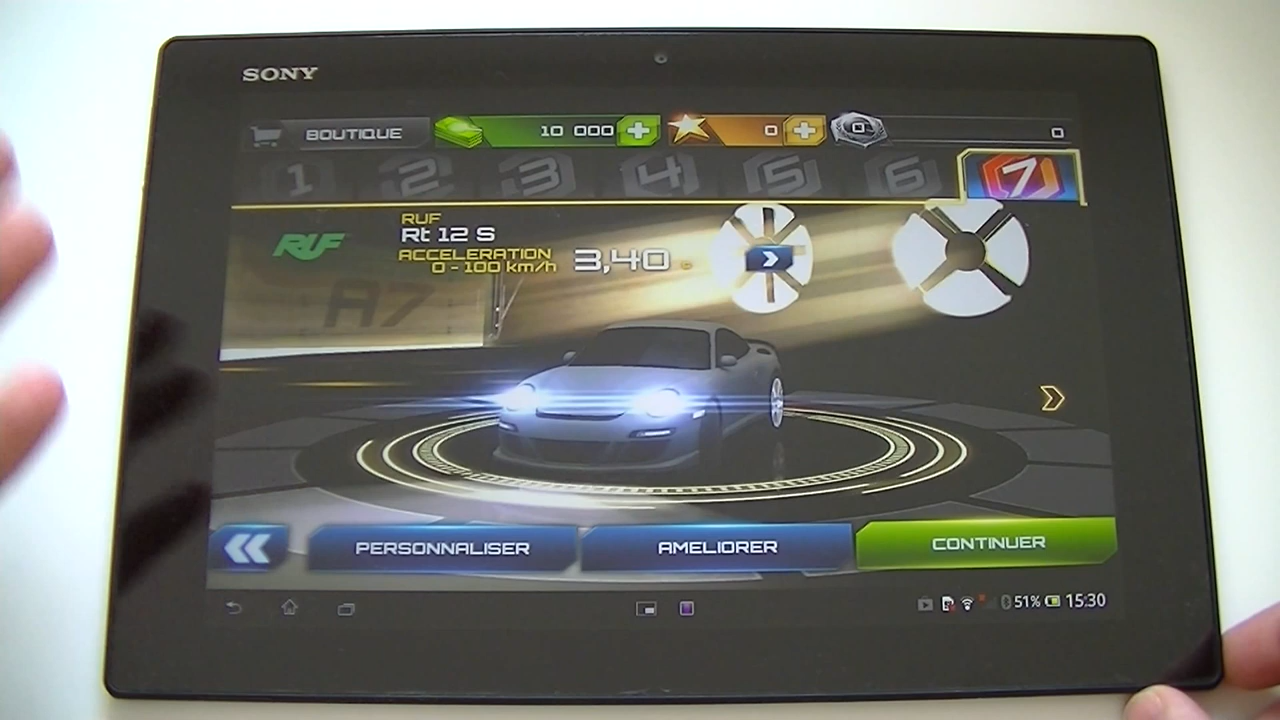 SONY
BOUTIQUE 10 000 0 0
1 2 3 4 5 6 7
RUF
RUF
Rt 12 S
ACCELERATION
0 - 100 km/h
3,40
A7
PERSONNALISER AMELIORER CONTINUER
51% 15:30